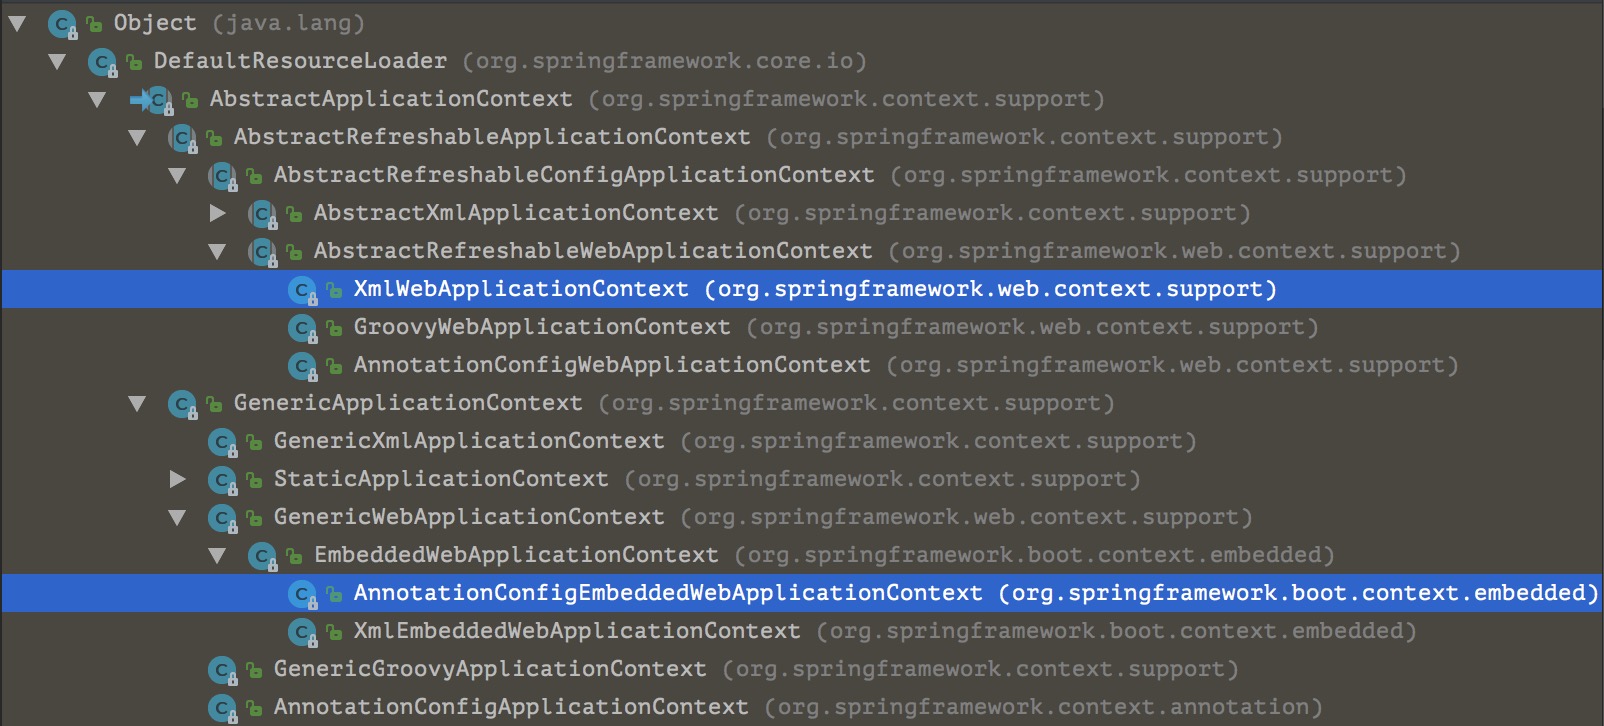 Object (java.lang)
DefaultResourceLoader (org.springframework.core.io)
AbstractApplicationContext (org.springframework.context.support)
AbstractRefreshableApplicationContext (org.springframework.context.support)
AbstractRefreshableConfigApplicationContext (org.springframework.context.support)
AbstractXmlApplicationContext (org.springframework.context.support)
AbstractRefreshableWebApplicationContext (org.springframework.web.context.support)
XmlWebApplicationContext (org.springframework.web.context.support)
GroovyWebApplicationContext (org.springframework.web.context.support)
AnnotationConfigWebApplicationContext (org.springframework.web.context.support)
GenericApplicationContext (org.springframework.context.support)
GenericXmlApplicationContext (org.springframework.context.support)
StaticApplicationContext (org.springframework.context.support)
GenericWebApplicationContext (org.springframework.web.context.support)
EmbeddedWebApplicationContext (org.springframework.boot.context.embedded)
AnnotationConfigEmbeddedWebApplicationContext (org.springframework.boot.context.embedded)
XmlEmbeddedWebApplicationContext (org.springframework.boot.context.embedded)
GenericGroovyApplicationContext (org.springframework.context.support)
AnnotationConfigApplicationContext (org.springframework.context.annotation)